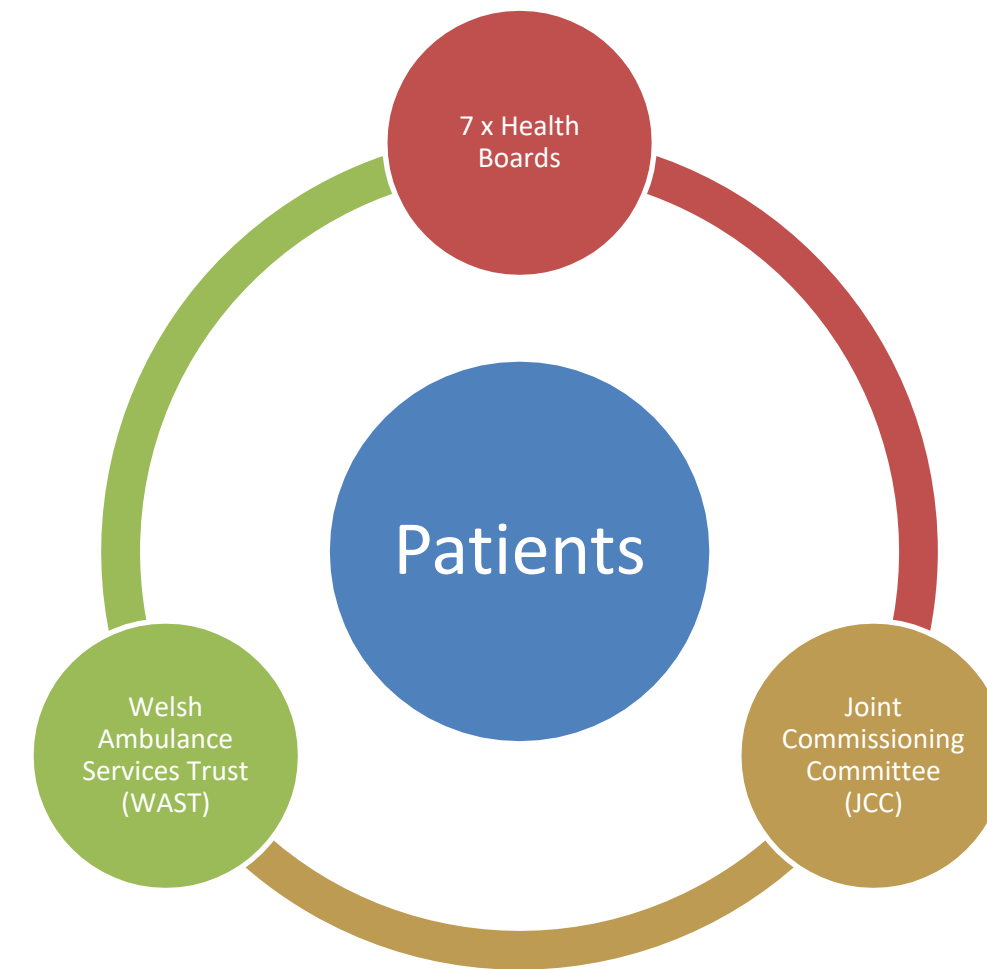 7 x Health
Boards
Patients
Welsh
Ambulance
Services Trust
(WAST)
Joint
Commissioning
Committee
(JCC)